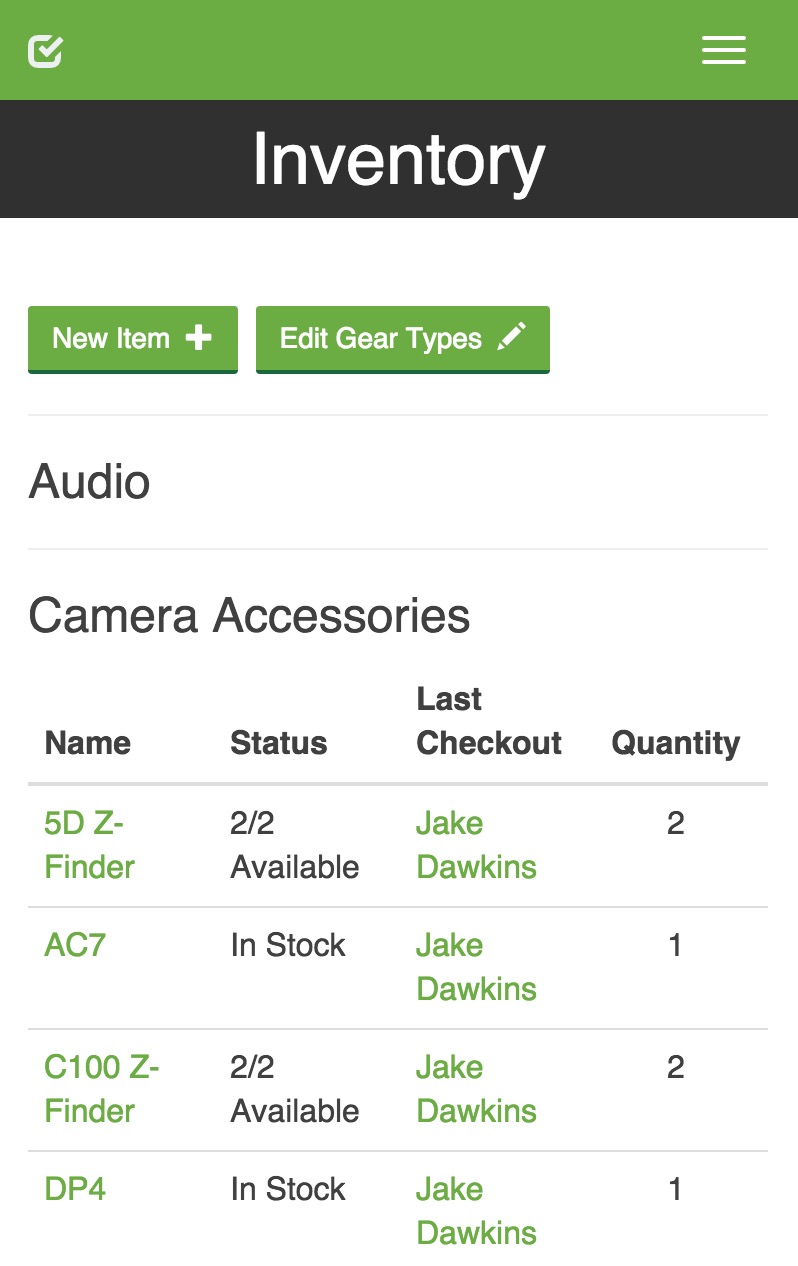 Inventory
New Item
Edit Gear Types
Audio
Camera Accessories
Name Status Last Checkout Quantity
5D Z-Finder 2/2 Available Jake Dawkins 2
AC7 In Stock Jake Dawkins 1
C100 Z-Finder 2/2 Available Jake Dawkins 2
DP4 In Stock Jake Dawkins 1